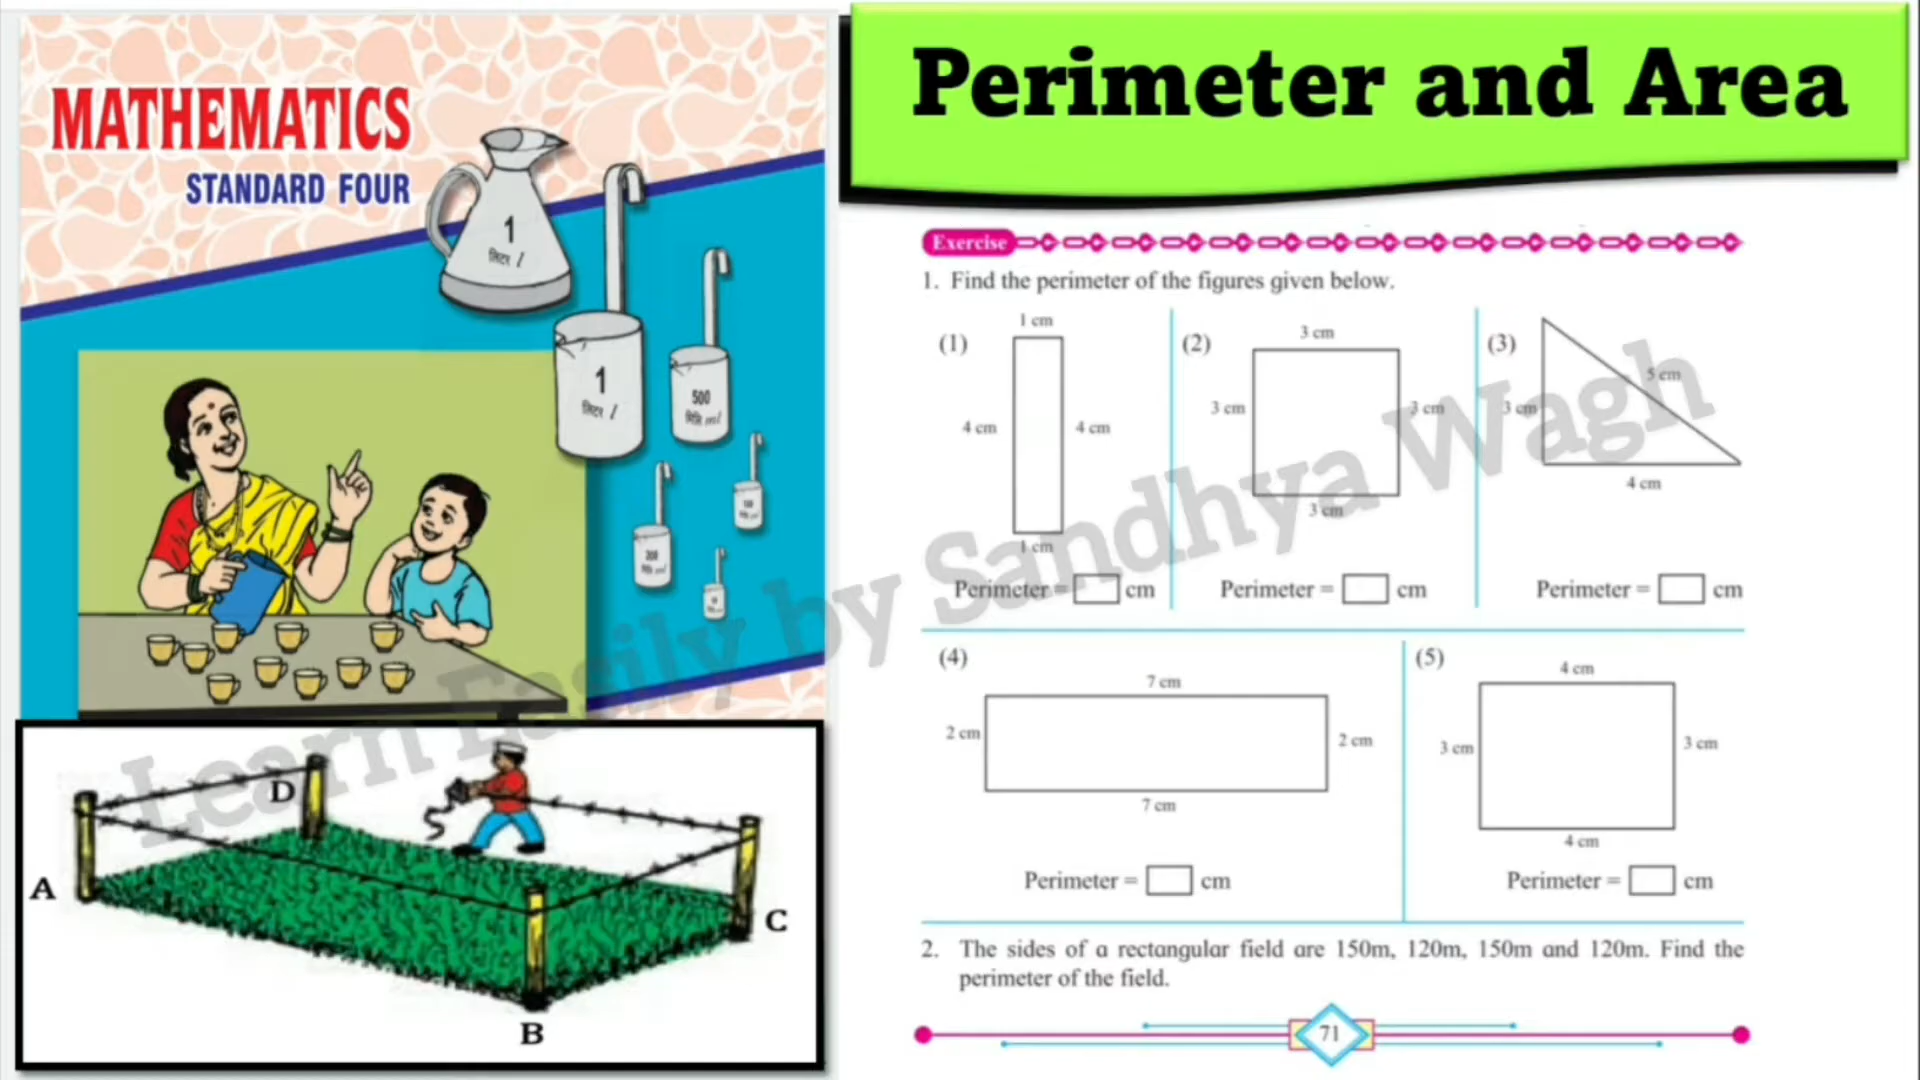 MATHEMATICS
STANDARD FOUR
1
लिटर l
1
लिटर l
500
मिलि ml
200
Perimeter and Area
Exercise
1. Find the perimeter of the figures given below.
(1)
1 cm
4 cm
4 cm
1 cm
Perimeter = cm
(2)
3 cm
3 cm
3 cm
3 cm
Perimeter = cm
(3)
5 cm
3 cm
4 cm
Perimeter = cm
(4)
7 cm
2 cm
2 cm
7 cm
Perimeter = cm
(5)
4 cm
3 cm
3 cm
4 cm
Perimeter = cm
2. The sides of a rectangular field are 150m, 120m, 150m and 120m. Find the
perimeter of the field.
71
D
A
C
B
Learn Easily by Sandhya Wagh